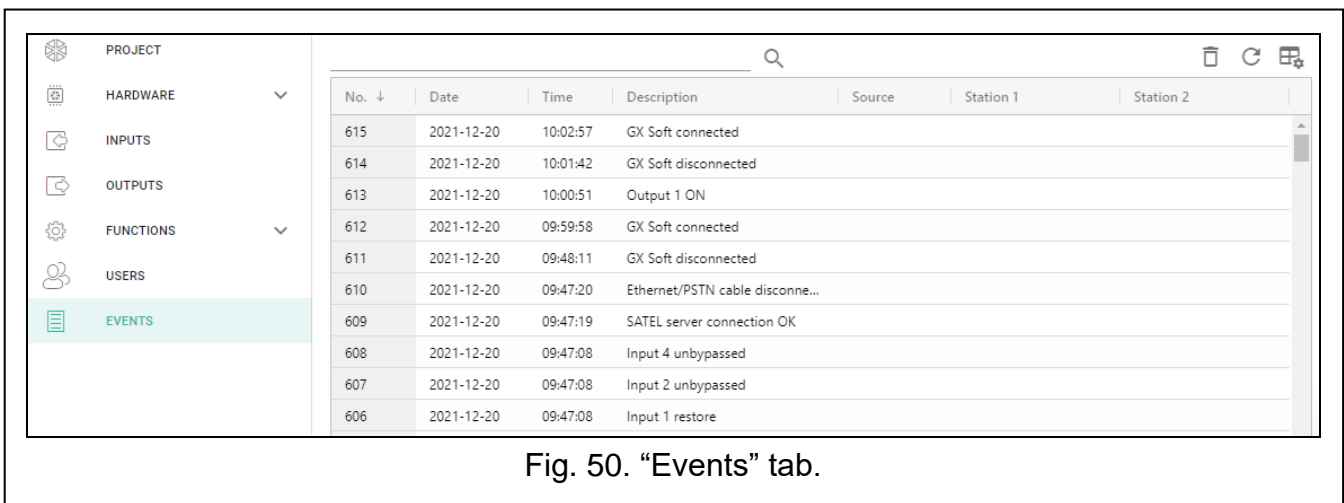 PROJECT
HARDWARE
INPUTS
OUTPUTS
FUNCTIONS
USERS
EVENTS
No. ↓ Date Time Description Source Station 1 Station 2
615 2021-12-20 10:02:57 GX Soft connected
614 2021-12-20 10:01:42 GX Soft disconnected
613 2021-12-20 10:00:51 Output 1 ON
612 2021-12-20 09:59:58 GX Soft connected
611 2021-12-20 09:48:11 GX Soft disconnected
610 2021-12-20 09:47:20 Ethernet/PSTN cable disconne...
609 2021-12-20 09:47:19 SATEL server connection OK
608 2021-12-20 09:47:08 Input 4 unbypassed
607 2021-12-20 09:47:08 Input 2 unbypassed
606 2021-12-20 09:47:08 Input 1 restore
Fig. 50. “Events” tab.